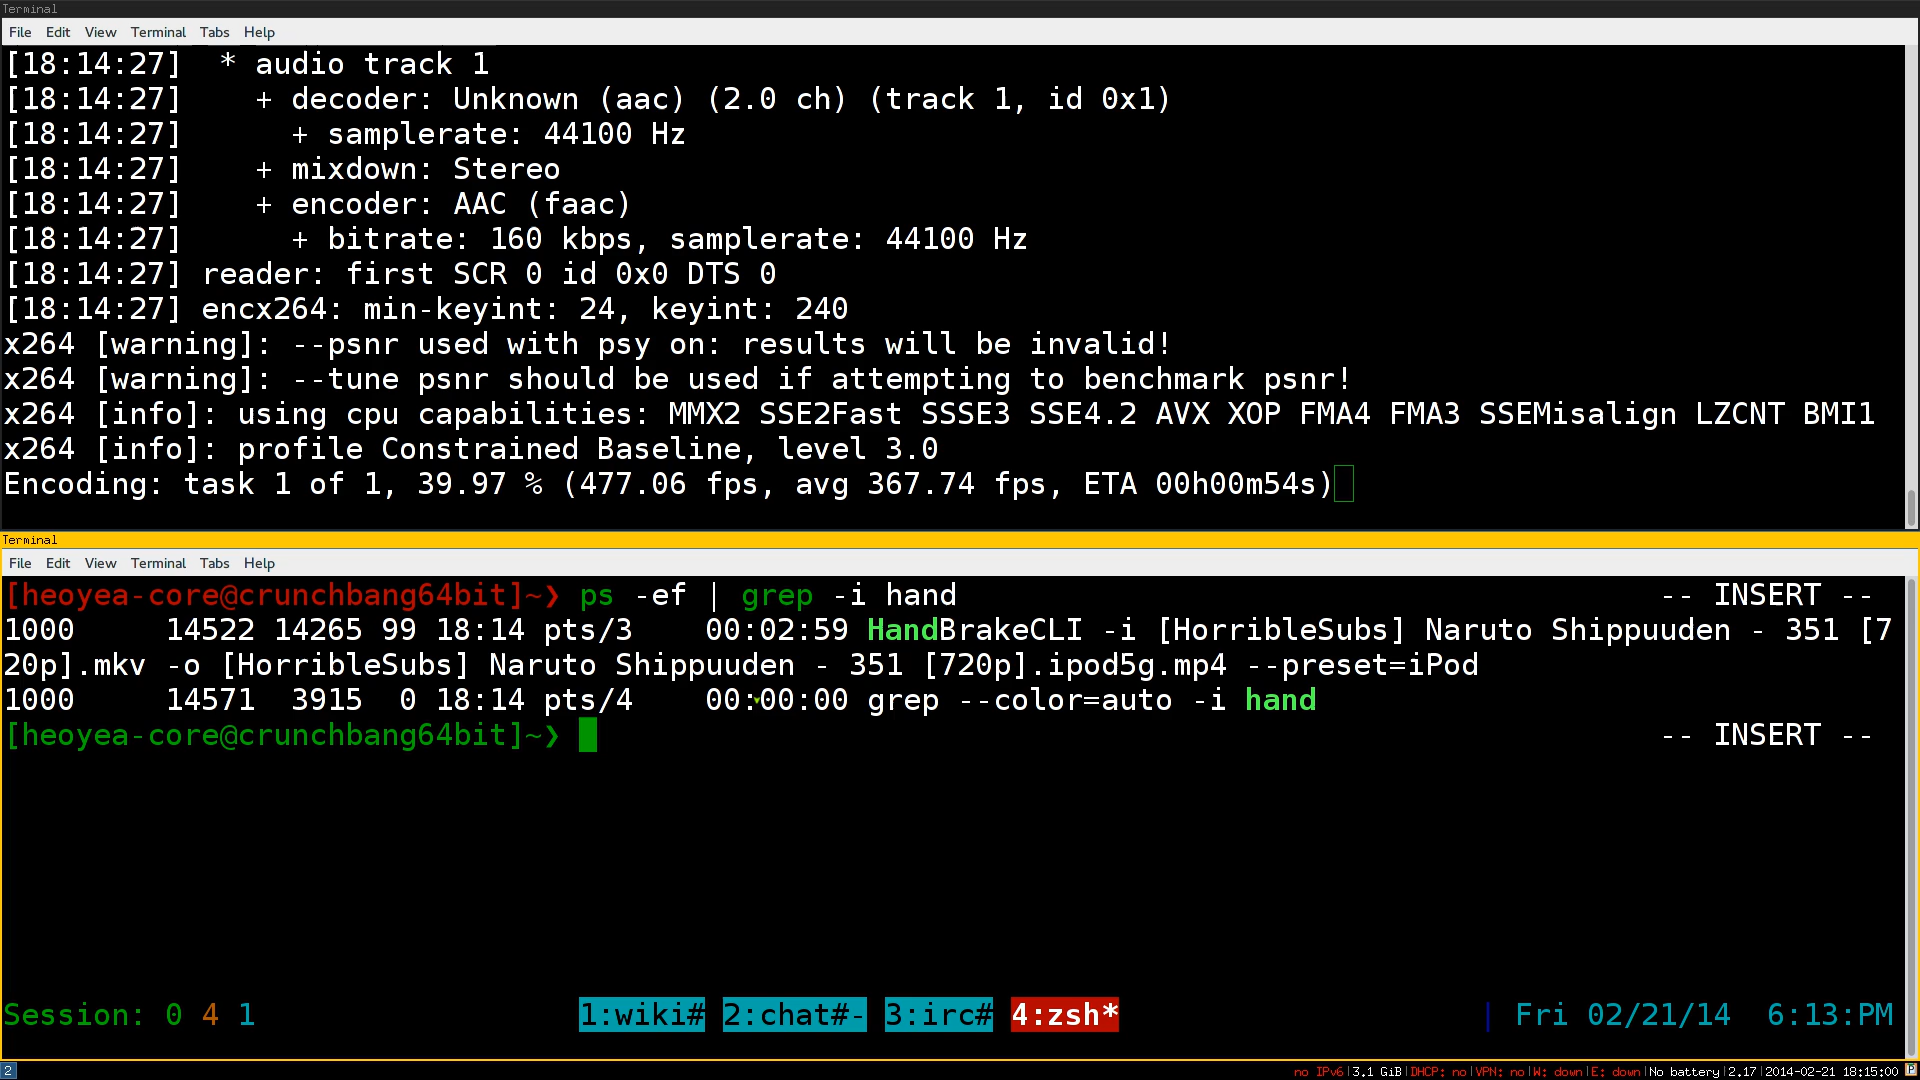 Terminal
File Edit View Terminal Tabs Help
[18:14:27]  * audio track 1
[18:14:27]    + decoder: Unknown (aac) (2.0 ch) (track 1, id 0x1)
[18:14:27]      + samplerate: 44100 Hz
[18:14:27]    + mixdown: Stereo
[18:14:27]    + encoder: AAC (faac)
[18:14:27]      + bitrate: 160 kbps, samplerate: 44100 Hz
[18:14:27] reader: first SCR 0 id 0x0 DTS 0
[18:14:27] encx264: min-keyint: 24, keyint: 240
x264 [warning]: --psnr used with psy on: results will be invalid!
x264 [warning]: --tune psnr should be used if attempting to benchmark psnr!
x264 [info]: using cpu capabilities: MMX2 SSE2Fast SSSE3 SSE4.2 AVX XOP FMA4 FMA3 SSEMisalign LZCNT BMI1
x264 [info]: profile Constrained Baseline, level 3.0
Encoding: task 1 of 1, 39.97 % (477.06 fps, avg 367.74 fps, ETA 00h00m54s)
Terminal
File Edit View Terminal Tabs Help
[heoyea-core@crunchbang64bit]~❯ ps -ef | grep -i hand -- INSERT --
1000     14522 14265 99 18:14 pts/3    00:02:59 HandBrakeCLI -i [HorribleSubs] Naruto Shippuuden - 351 [7
20p].mkv -o [HorribleSubs] Naruto Shippuuden - 351 [720p].ipod5g.mp4 --preset=iPod
1000     14571  3915  0 18:14 pts/4    00:00:00 grep --color=auto -i hand
[heoyea-core@crunchbang64bit]~❯ -- INSERT --
Session: 0 4 1 1:wiki# 2:chat#- 3:irc# 4:zsh* | Fri 02/21/14  6:13:PM
2 no IPv6|3.1 GiB|DHCP: no|VPN: no|W: down|E: down|No battery|2.17|2014-02-21 18:15:00 P